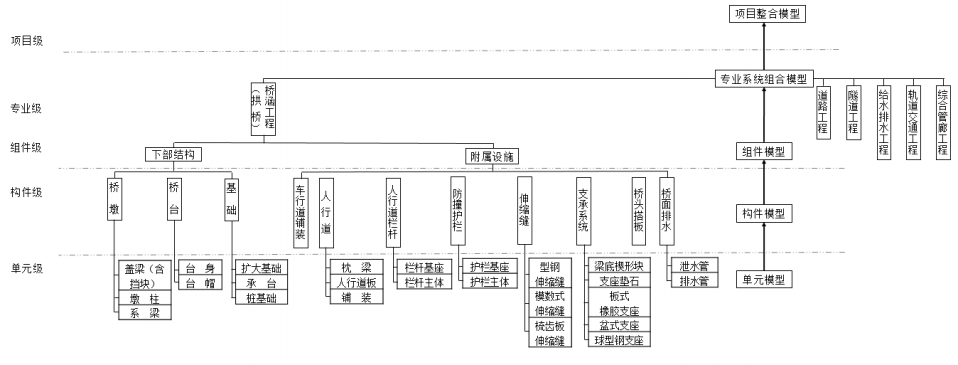 项目整合模型
项目级
专业系统组合模型
专业级
桥涵工程
（拱桥）
道路工程
隧道工程
给水排水工程
轨道交通工程
综合管廊工程
组件级
下部结构
附属设施
组件模型
构件级
桥墩
桥台
基础
车行道铺装
人行道
人行道栏杆
防撞护栏
伸缩缝
支承系统
桥头搭板
桥面排水
构件模型
单元级
盖梁（含
挡块）
墩 柱
系 梁
台 身
台 帽
扩大基础
承 台
桩基础
枕 梁
人行道板
铺 装
栏杆基座
栏杆主体
护栏基座
护栏主体
型钢
伸缩缝
模数式
伸缩缝
梳齿板
伸缩缝
梁底楔形块
支座垫石
板式
橡胶支座
盆式支座
球型钢支座
泄水管
排水管
单元模型